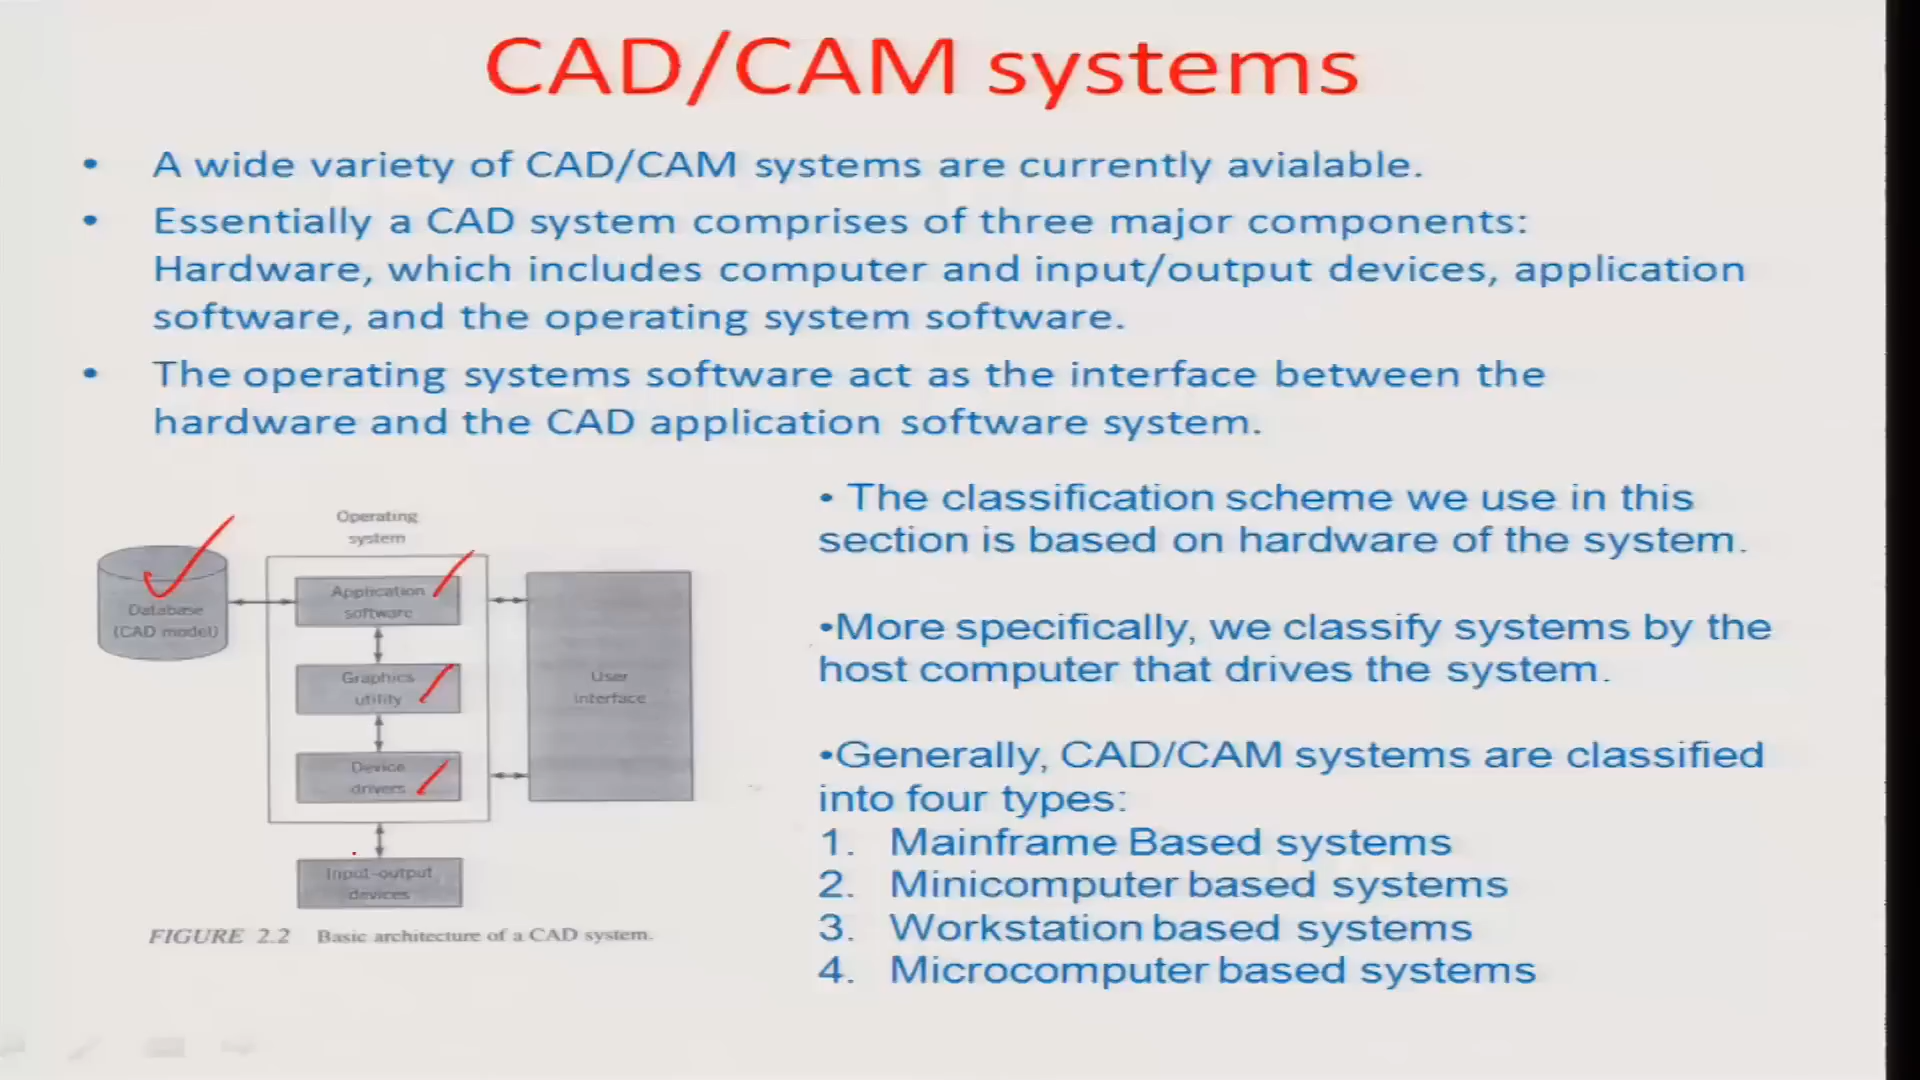 CAD/CAM systems
• A wide variety of CAD/CAM systems are currently avialable.
• Essentially a CAD system comprises of three major components:
Hardware, which includes computer and input/output devices, application
software, and the operating system software.
• The operating systems software act as the interface between the
hardware and the CAD application software system.
Operating
system
Database
(CAD model)
Application
software
Graphics
utility
Device
drivers
User
interface
Input-output
devices
FIGURE 2.2 Basic architecture of a CAD system.
• The classification scheme we use in this
section is based on hardware of the system.
•More specifically, we classify systems by the
host computer that drives the system.
•Generally, CAD/CAM systems are classified
into four types:
1. Mainframe Based systems
2. Minicomputer based systems
3. Workstation based systems
4. Microcomputer based systems